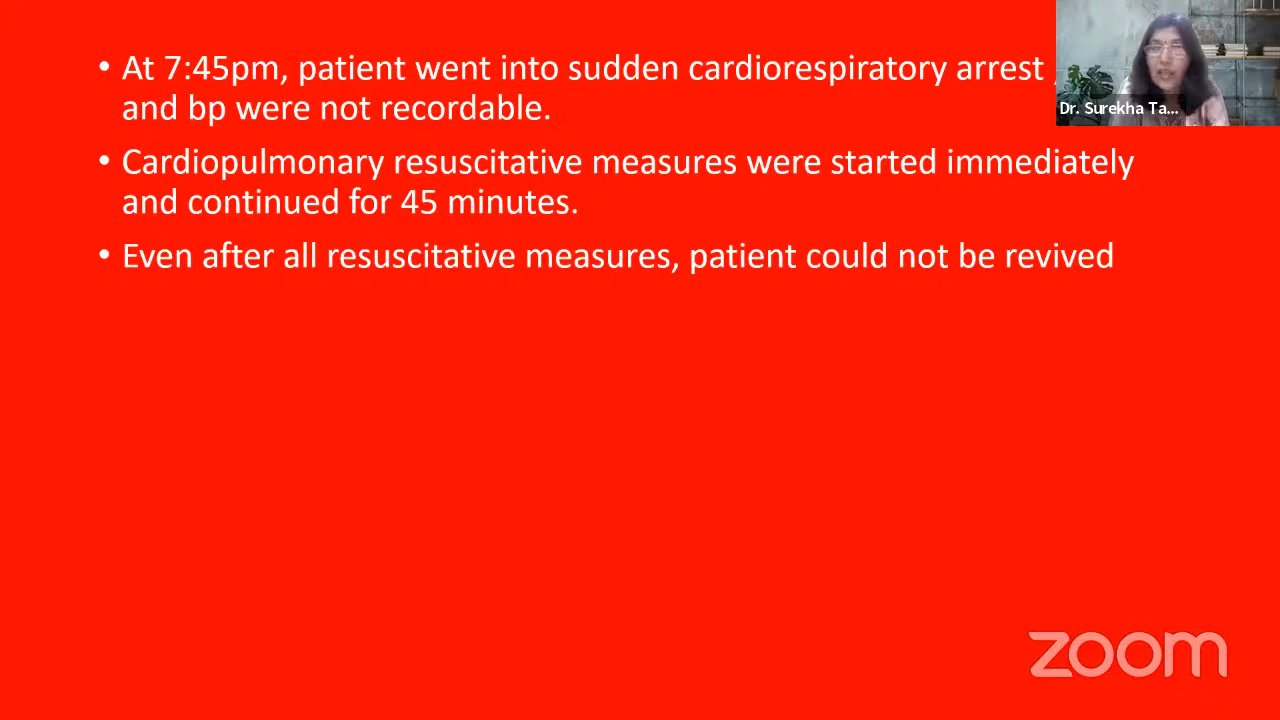 • At 7:45pm, patient went into sudden cardiorespiratory arrest
and bp were not recordable.
• Cardiopulmonary resuscitative measures were started immediately
and continued for 45 minutes.
• Even after all resuscitative measures, patient could not be revived
Dr. Surekha Ta...
zoom